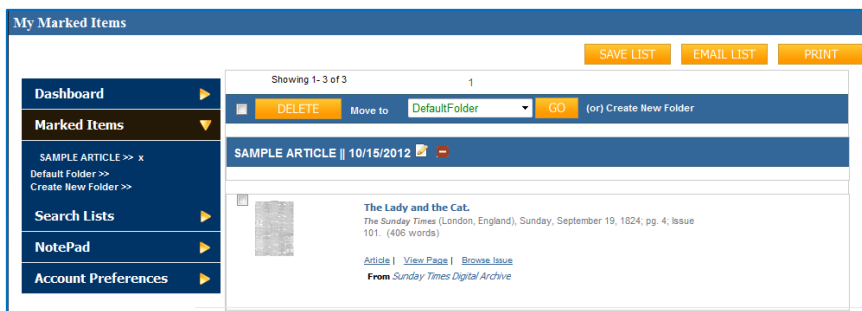 My Marked Items
SAVE LIST EMAIL LIST PRINT
Showing 1- 3 of 3 1
Dashboard
DELETE Move to DefaultFolder GO (or) Create New Folder
Marked Items
SAMPLE ARTICLE || 10/15/2012
SAMPLE ARTICLE >> x
Default Folder >>
Create New Folder >>
Search Lists
NotePad
Account Preferences
The Lady and the Cat.
The Sunday Times (London, England), Sunday, September 19, 1824; pg. 4; Issue
101. (406 words)
Article | View Page | Browse Issue
From Sunday Times Digital Archive